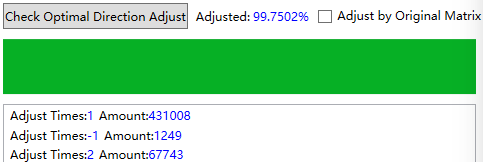 Check Optimal Direction Adjust Adjusted: 99.7502% Adjust by Original Matrix
Adjust Times:1 Amount:431008
Adjust Times:-1 Amount:1249
Adjust Times:2 Amount:67743